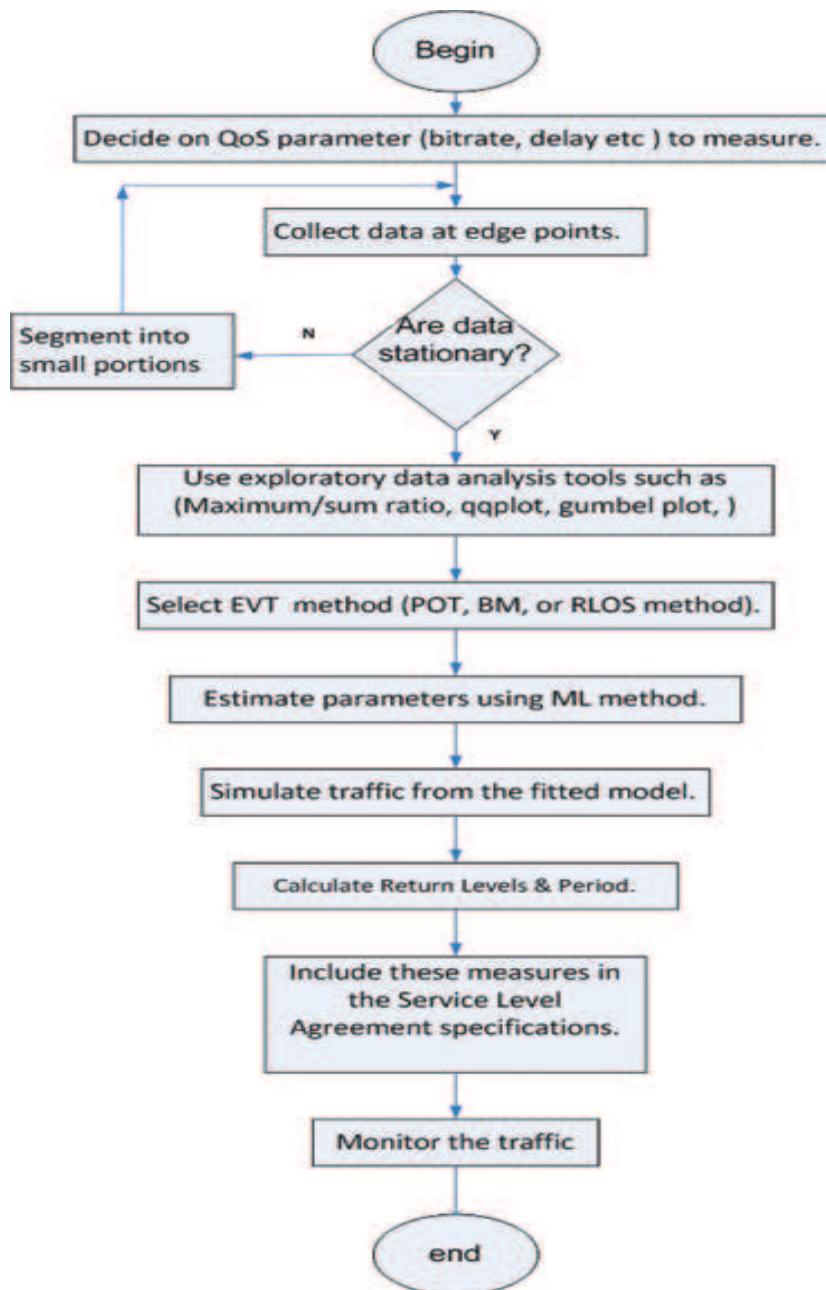 Begin
Decide on QoS parameter (bitrate, delay etc ) to measure.
Collect data at edge points.
Are data
stationary?
N
Segment into
small portions
Y
Use exploratory data analysis tools such as
(Maximum/sum ratio, qqplot, gumbel plot, )
Select EVT method (POT, BM, or RLOS method).
Estimate parameters using ML method.
Simulate traffic from the fitted model.
Calculate Return Levels & Period.
Include these measures in
the Service Level
Agreement specifications.
Monitor the traffic
end